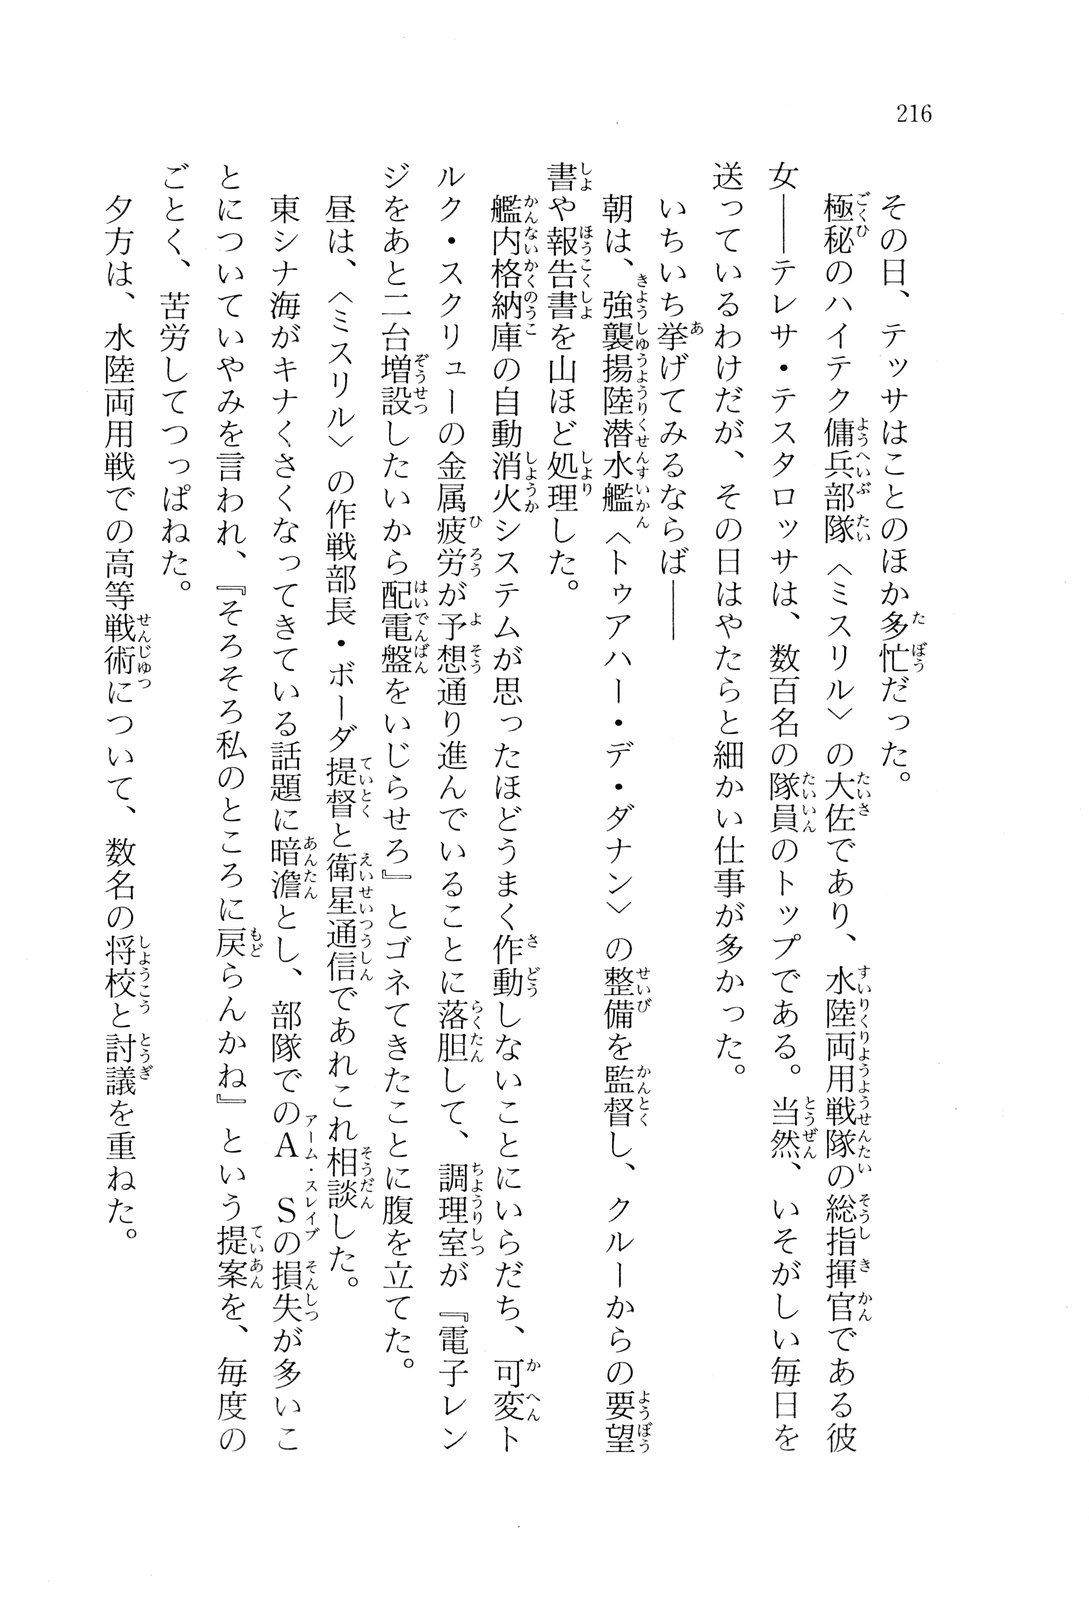 216
その日、テッサはことのほか多忙だった。
極秘のハイテク傭兵部隊〈ミスリル〉の大佐であり、水陸両用戦隊の総指揮官である彼
女――テレサ・テスタロッサは、数百名の隊員のトップである。当然、いそがしい毎日を
送っているわけだが、その日はやたらと細かい仕事が多かった。
いちいち挙げてみるならば――
朝は、強襲揚陸潜水艦〈トゥアハー・デ・ダナン〉の整備を監督し、クルーからの要望
書や報告書を山ほど処理した。
艦内格納庫の自動消火システムが思ったほどうまく作動しないことにいらだち、可変ト
ルク・スクリューの金属疲労が予想通り進んでいることに落胆して、調理室が『電子レン
ジをあと二台増設したいから配電盤をいじらせろ』とゴネてきたことに腹を立てた。
昼は、〈ミスリル〉の作戦部長・ボーダ提督と衛星通信であれこれ相談した。
東シナ海がキナくさくなってきている話題に暗澹とし、部隊でのＡＳの損失が多いこ
とについていやみを言われ、『そろそろ私のところに戻らんかね』という提案を、毎度の
ごとく、苦労してつっぱねた。
夕方は、水陸両用戦での高等戦術について、数名の将校と討議を重ねた。